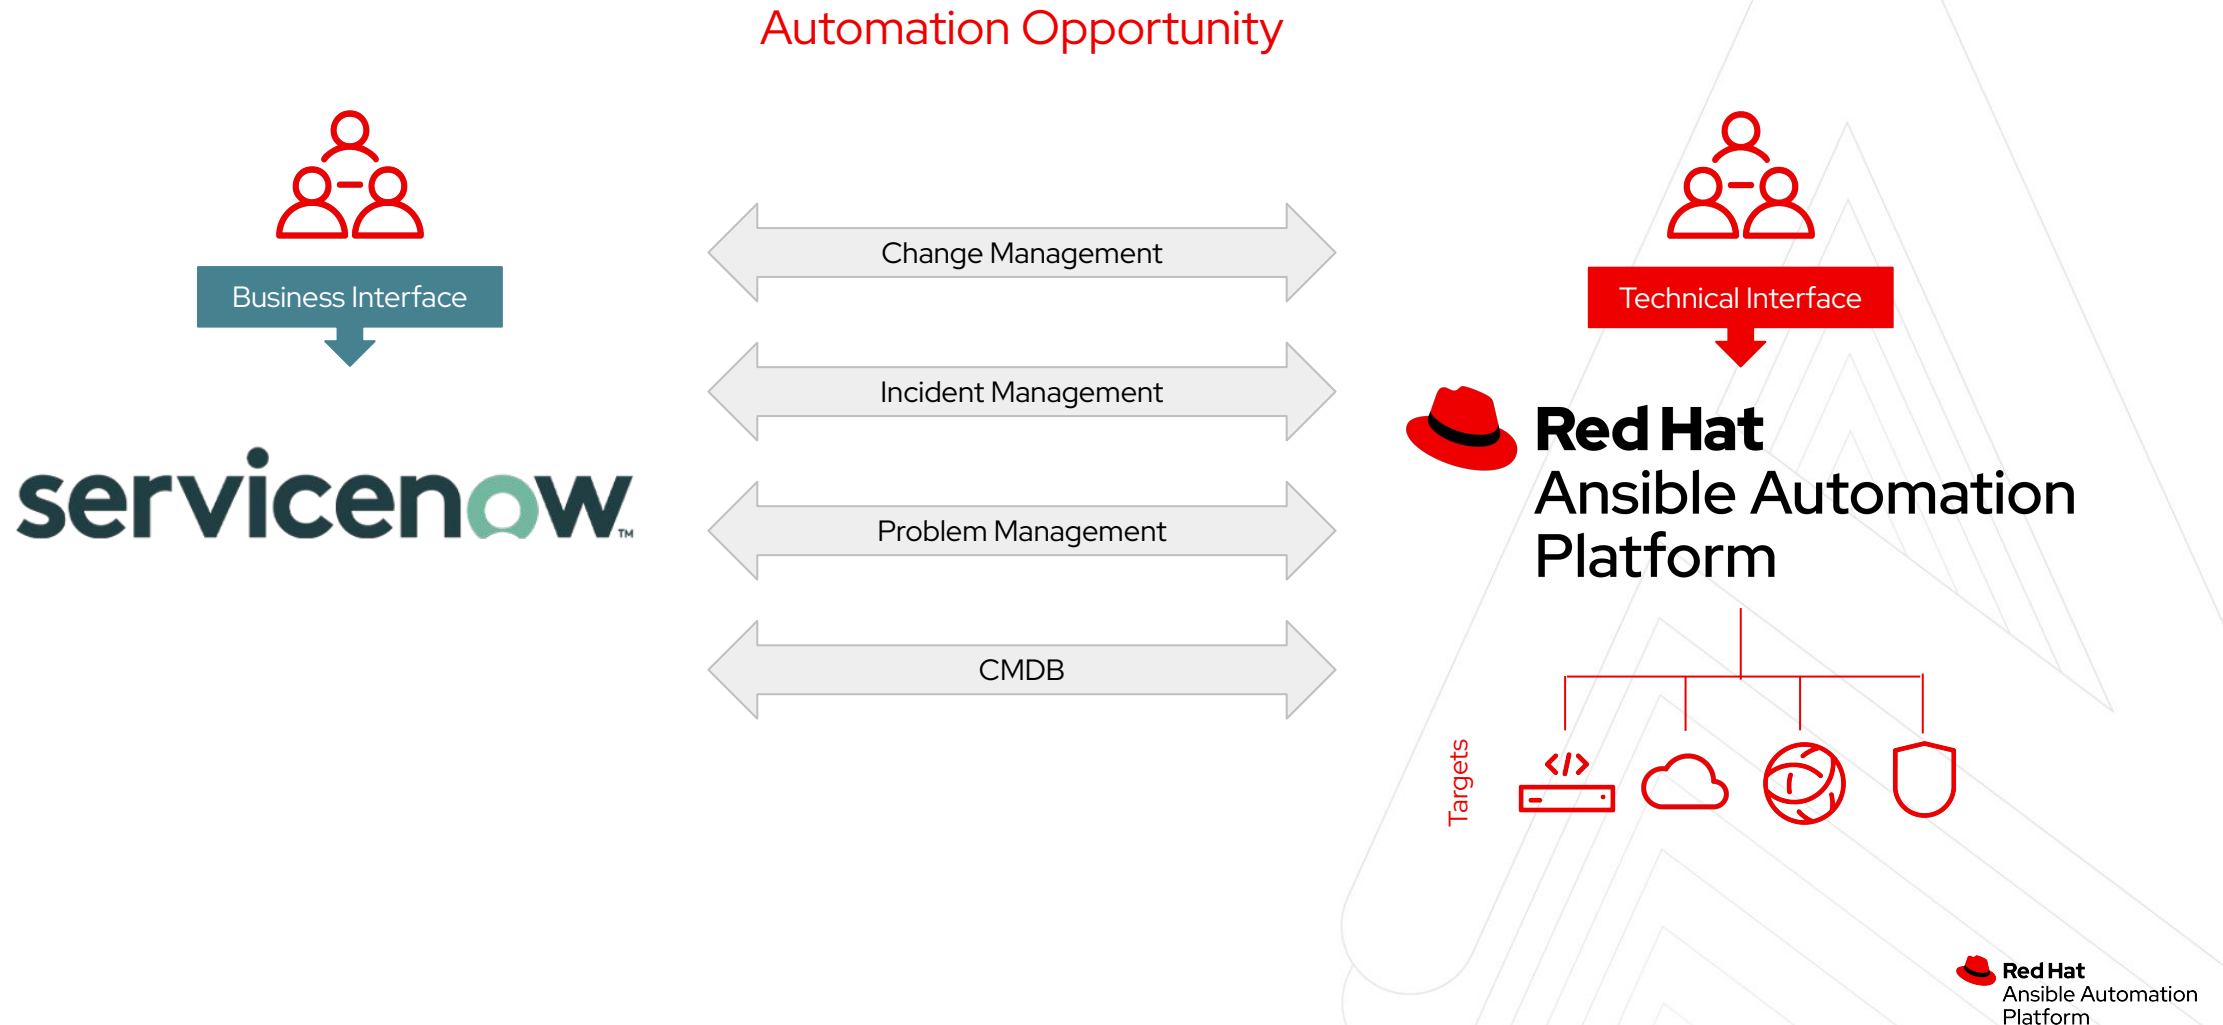 Automation Opportunity
Business Interface
servicenow™
Change Management
Incident Management
Problem Management
CMDB
Technical Interface
Red Hat
Ansible Automation
Platform
Targets
</>
Red Hat
Ansible Automation
Platform